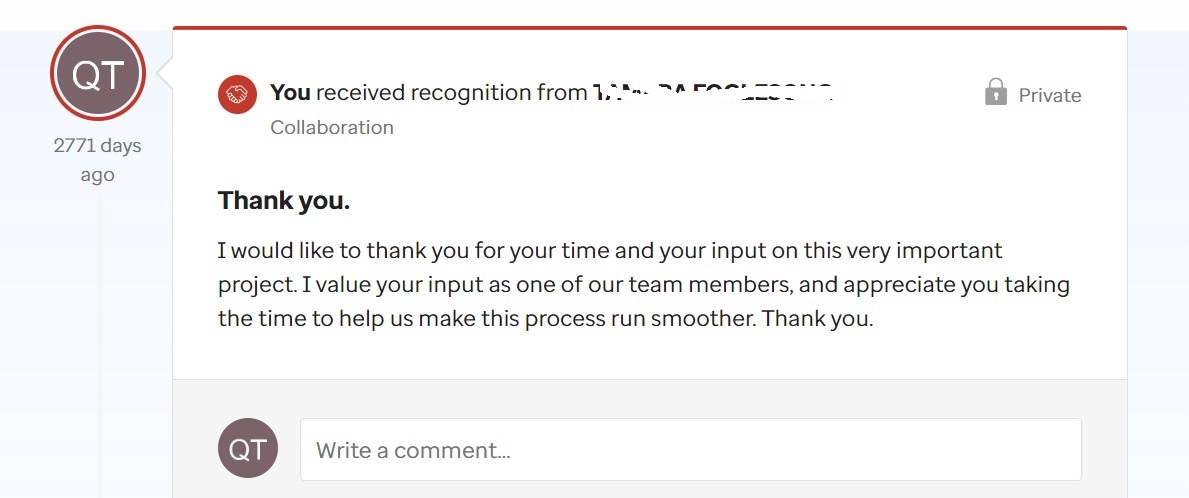 QT
2771 days
ago
You received recognition from
Private
Collaboration
Thank you.
I would like to thank you for your time and your input on this very important
project. I value your input as one of our team members, and appreciate you taking
the time to help us make this process run smoother. Thank you.
QT
Write a comment...